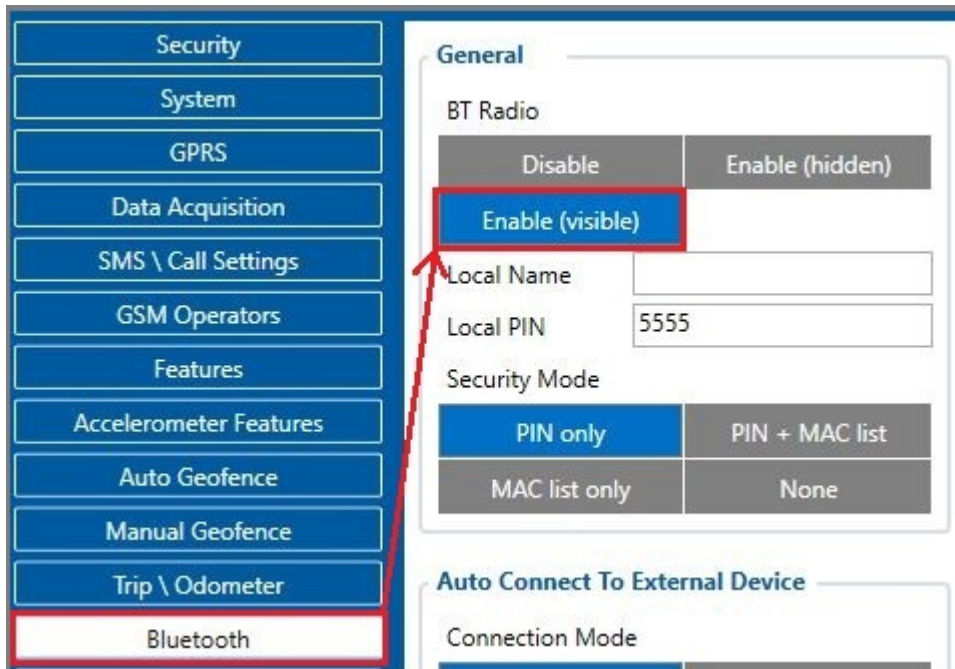 Security
System
GPRS
Data Acquisition
SMS \ Call Settings
GSM Operators
Features
Accelerometer Features
Auto Geofence
Manual Geofence
Trip \ Odometer
Bluetooth
General
BT Radio
Disable Enable (hidden)
Enable (visible)
Local Name
Local PIN 5555
Security Mode
PIN only PIN + MAC list
MAC list only None
Auto Connect To External Device
Connection Mode